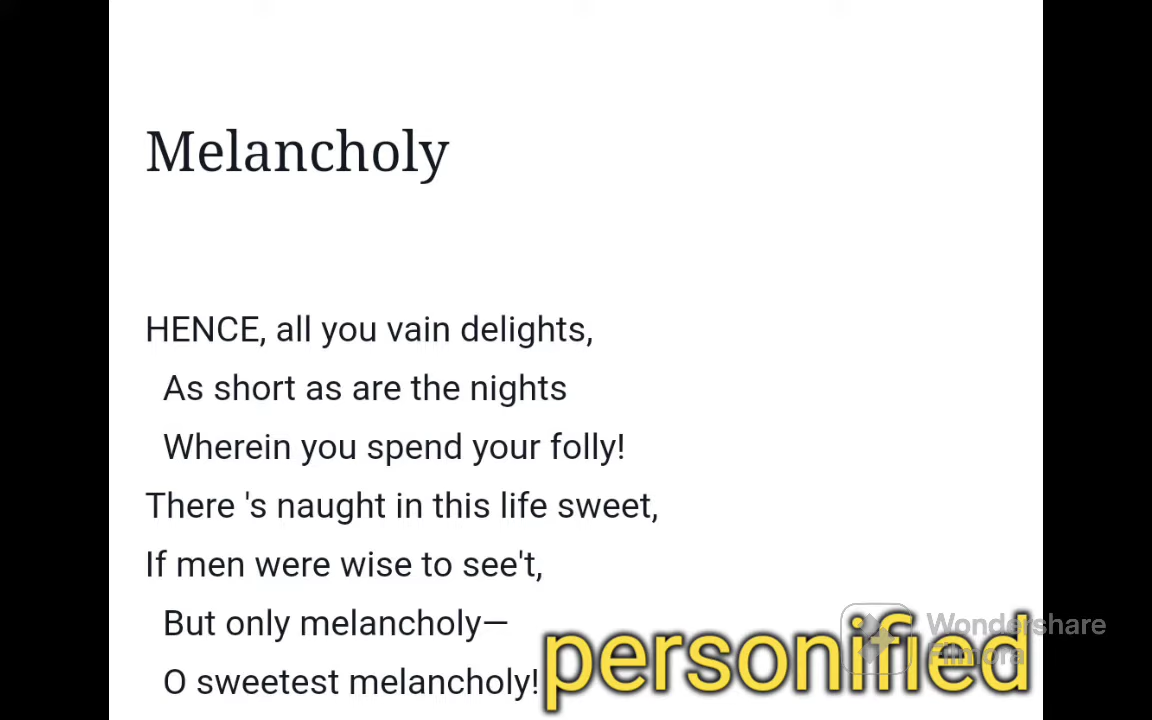 Melancholy
HENCE, all you vain delights,
As short as are the nights
Wherein you spend your folly!
There 's naught in this life sweet,
If men were wise to see't,
But only melancholy—
O sweetest melancholy!
personified
Wondershare
Filmora